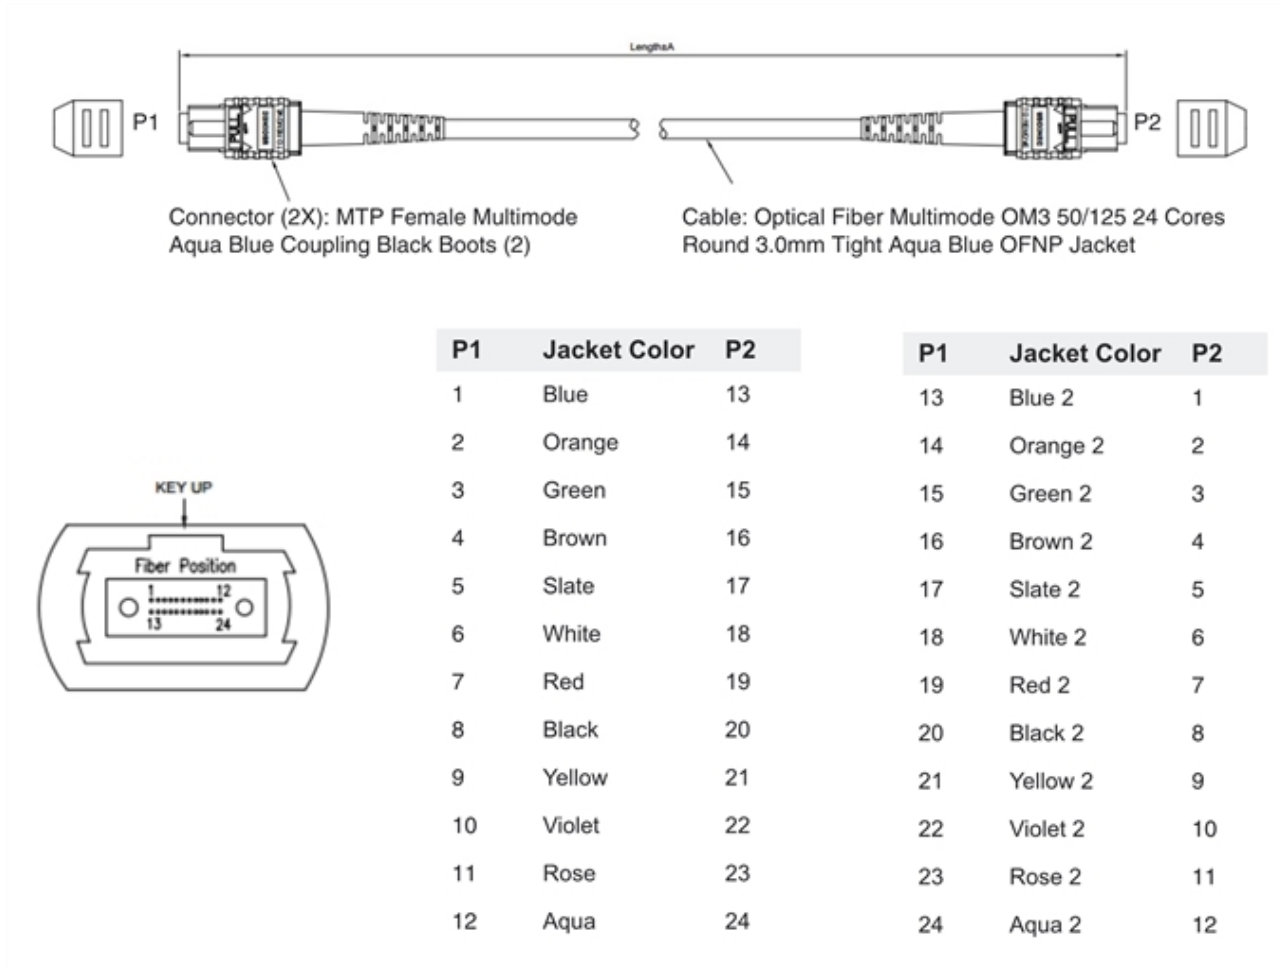 Length±A
P1
PULL
PULL
P2
Connector (2X): MTP Female Multimode
Aqua Blue Coupling Black Boots (2)
Cable: Optical Fiber Multimode OM3 50/125 24 Cores
Round 3.0mm Tight Aqua Blue OFNP Jacket
KEY UP
Fiber Position
1 12
13 24
P1 Jacket Color P2
1 Blue 13
2 Orange 14
3 Green 15
4 Brown 16
5 Slate 17
6 White 18
7 Red 19
8 Black 20
9 Yellow 21
10 Violet 22
11 Rose 23
12 Aqua 24
P1 Jacket Color P2
13 Blue 2 1
14 Orange 2 2
15 Green 2 3
16 Brown 2 4
17 Slate 2 5
18 White 2 6
19 Red 2 7
20 Black 2 8
21 Yellow 2 9
22 Violet 2 10
23 Rose 2 11
24 Aqua 2 12